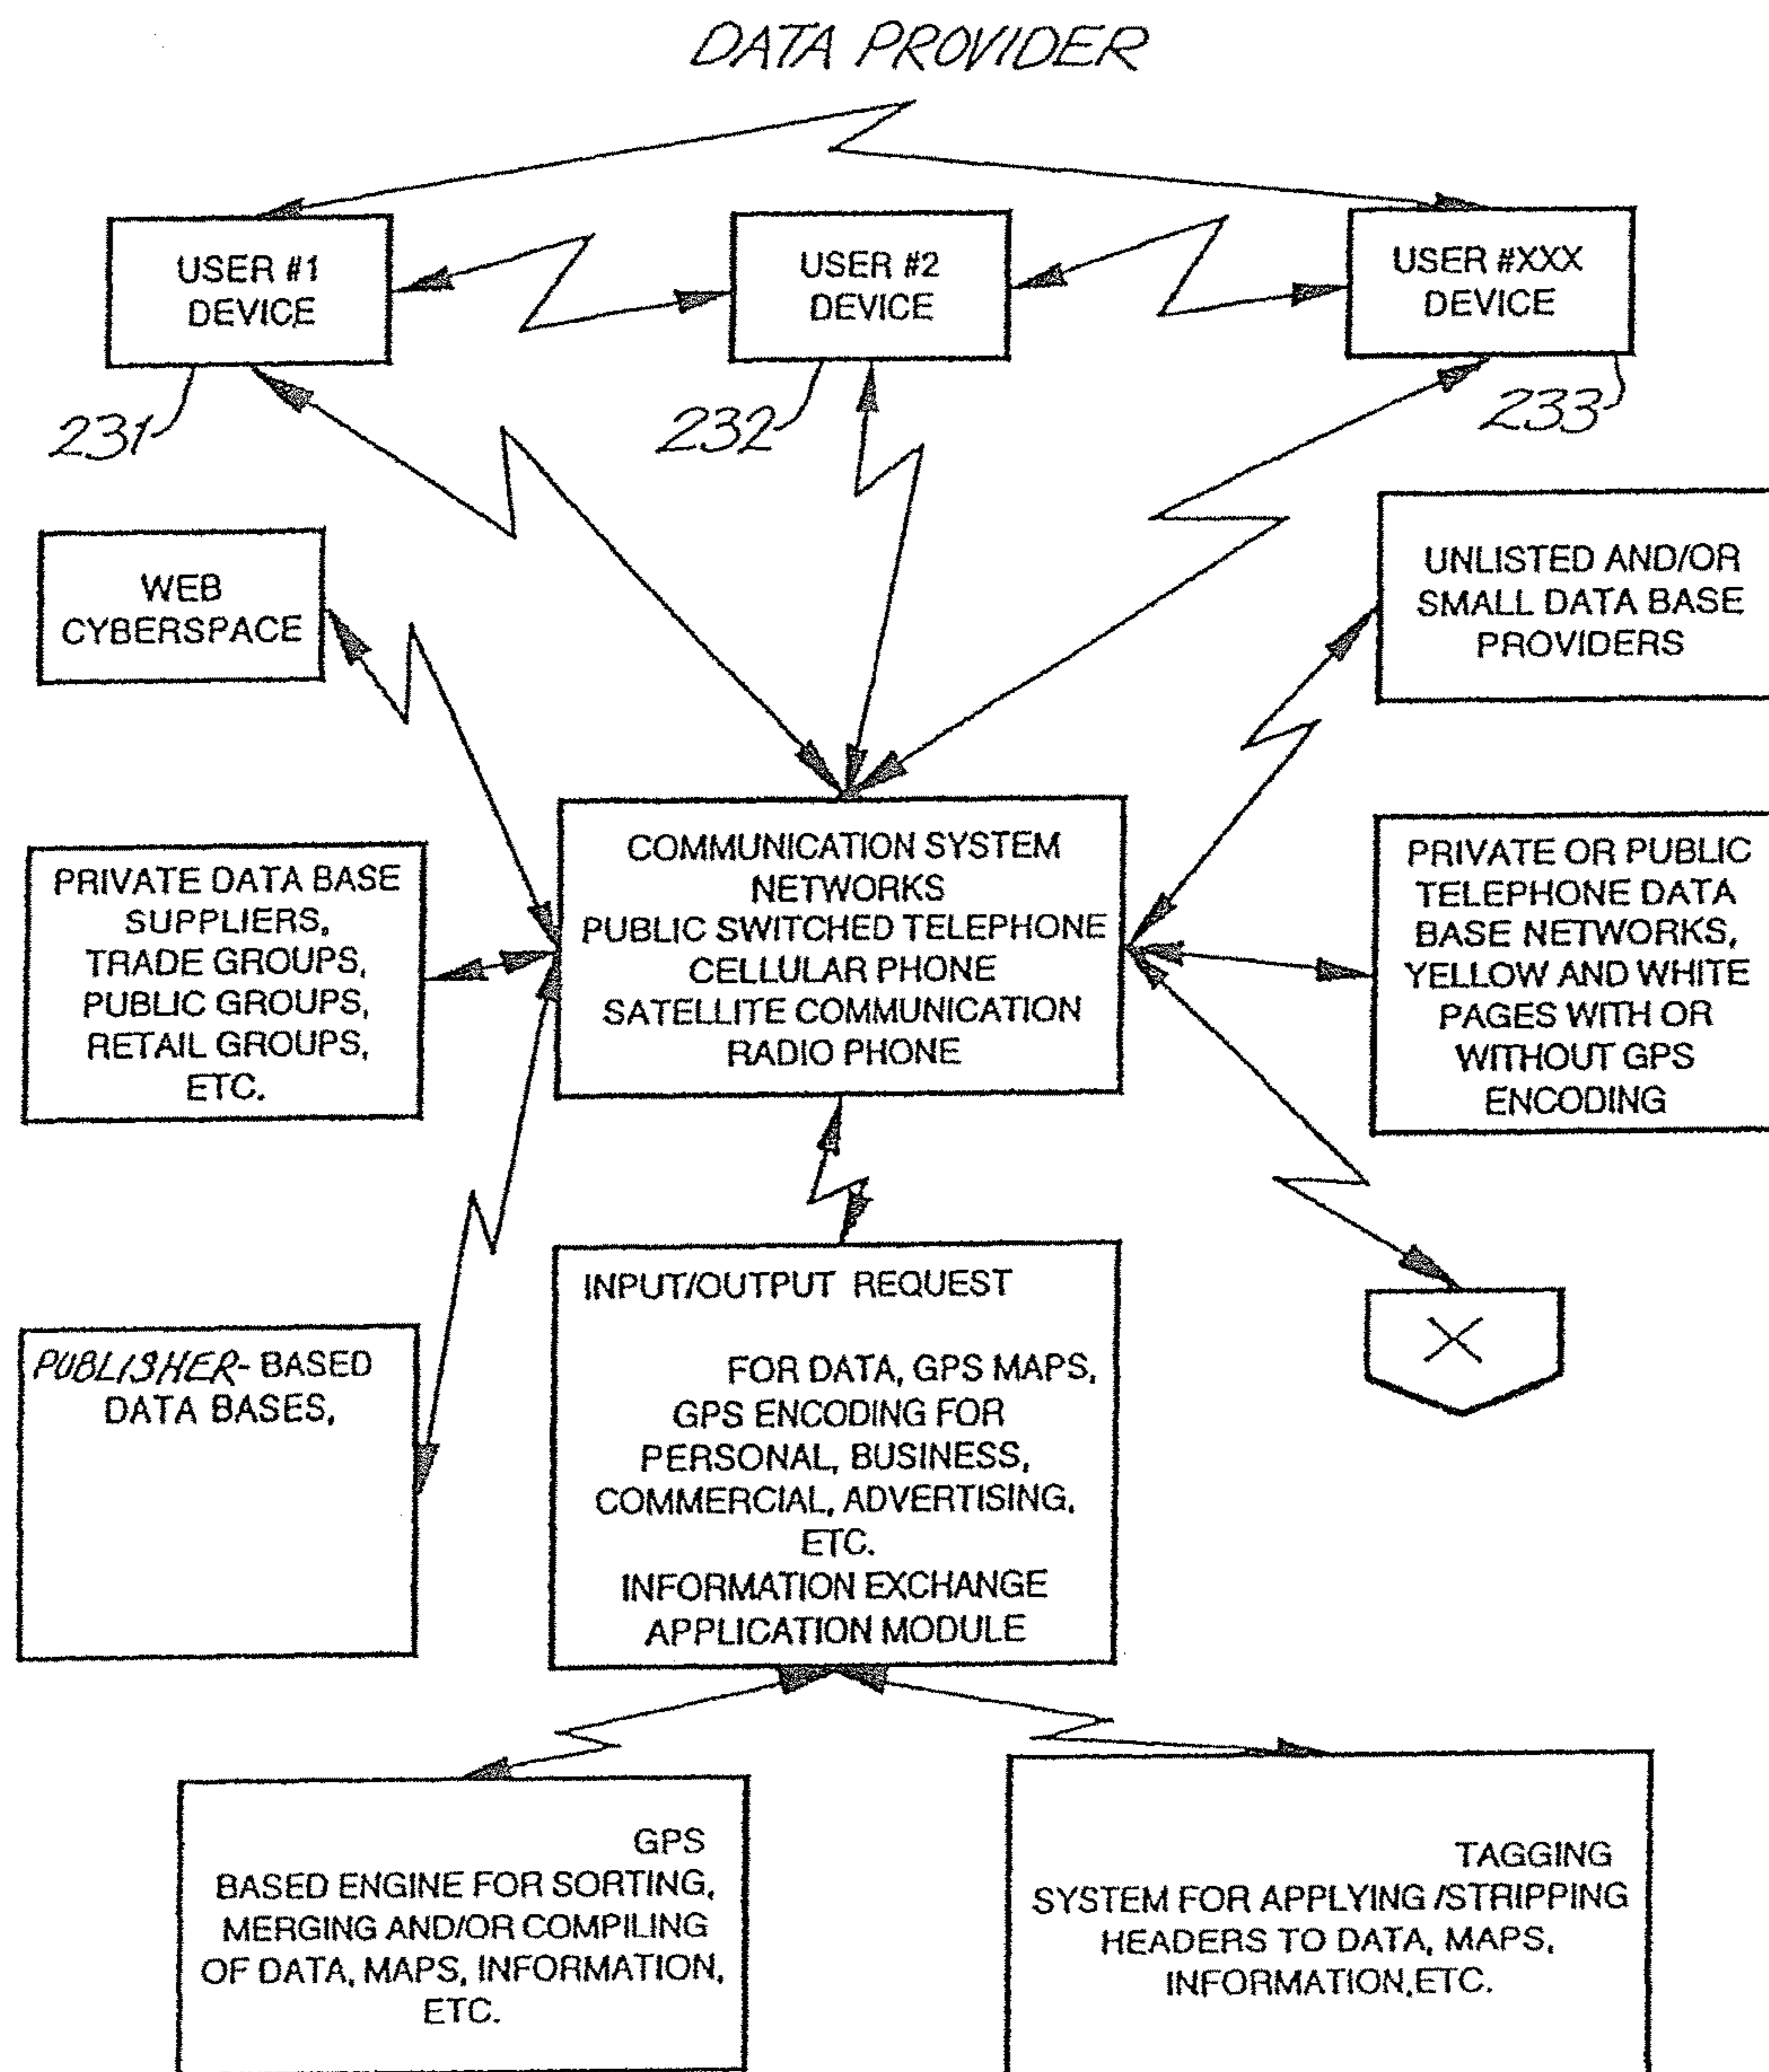 DATA PROVIDER
USER #1
DEVICE
USER #2
DEVICE
USER #XXX
DEVICE
231
232
233
WEB
CYBERSPACE
UNLISTED AND/OR
SMALL DATA BASE
PROVIDERS
PRIVATE DATA BASE
SUPPLIERS,
TRADE GROUPS,
PUBLIC GROUPS,
RETAIL GROUPS,
ETC.
COMMUNICATION SYSTEM
NETWORKS
PUBLIC SWITCHED TELEPHONE
CELLULAR PHONE
SATELLITE COMMUNICATION
RADIO PHONE
PRIVATE OR PUBLIC
TELEPHONE DATA
BASE NETWORKS,
YELLOW AND WHITE
PAGES WITH OR
WITHOUT GPS
ENCODING
PUBLISHER- BASED
DATA BASES,
INPUT/OUTPUT REQUEST
FOR DATA, GPS MAPS,
GPS ENCODING FOR
PERSONAL, BUSINESS,
COMMERCIAL, ADVERTISING,
ETC.
INFORMATION EXCHANGE
APPLICATION MODULE
X
GPS
BASED ENGINE FOR SORTING,
MERGING AND/OR COMPILING
OF DATA, MAPS, INFORMATION,
ETC.
TAGGING
SYSTEM FOR APPLYING /STRIPPING
HEADERS TO DATA, MAPS,
INFORMATION,ETC.